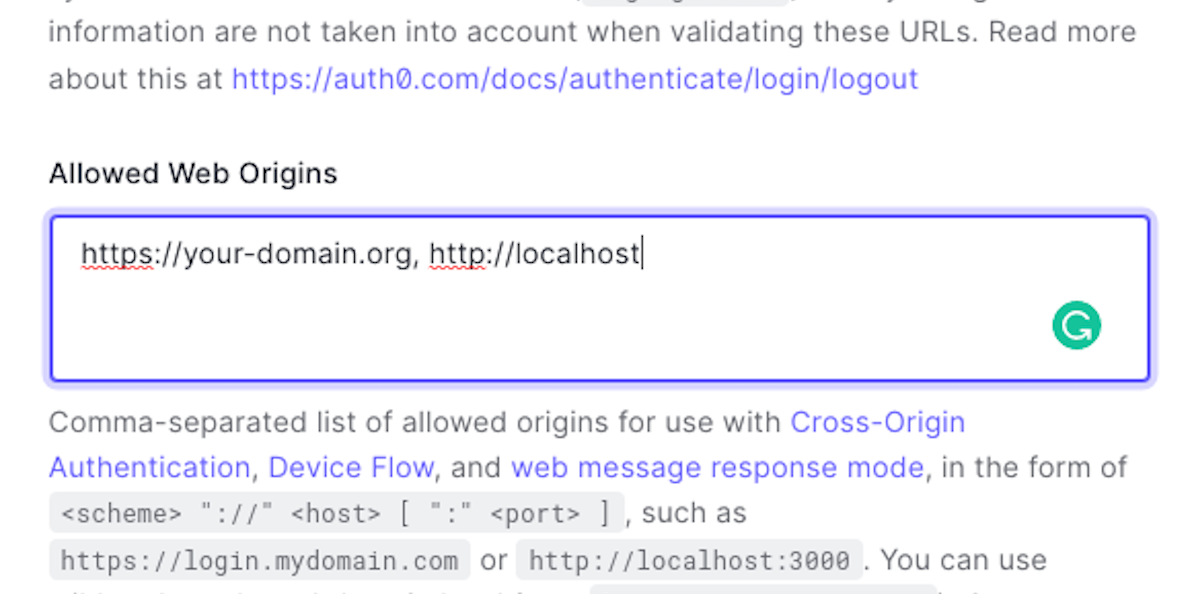 information are not taken into account when validating these URLs. Read more
about this at https://auth0.com/docs/authenticate/login/logout
Allowed Web Origins
https://your-domain.org, http://localhost
Comma-separated list of allowed origins for use with Cross-Origin
Authentication, Device Flow, and web message response mode, in the form of
<scheme> "://" <host> [ ":" <port> ], such as
https://login.mydomain.com or http://localhost:3000. You can use